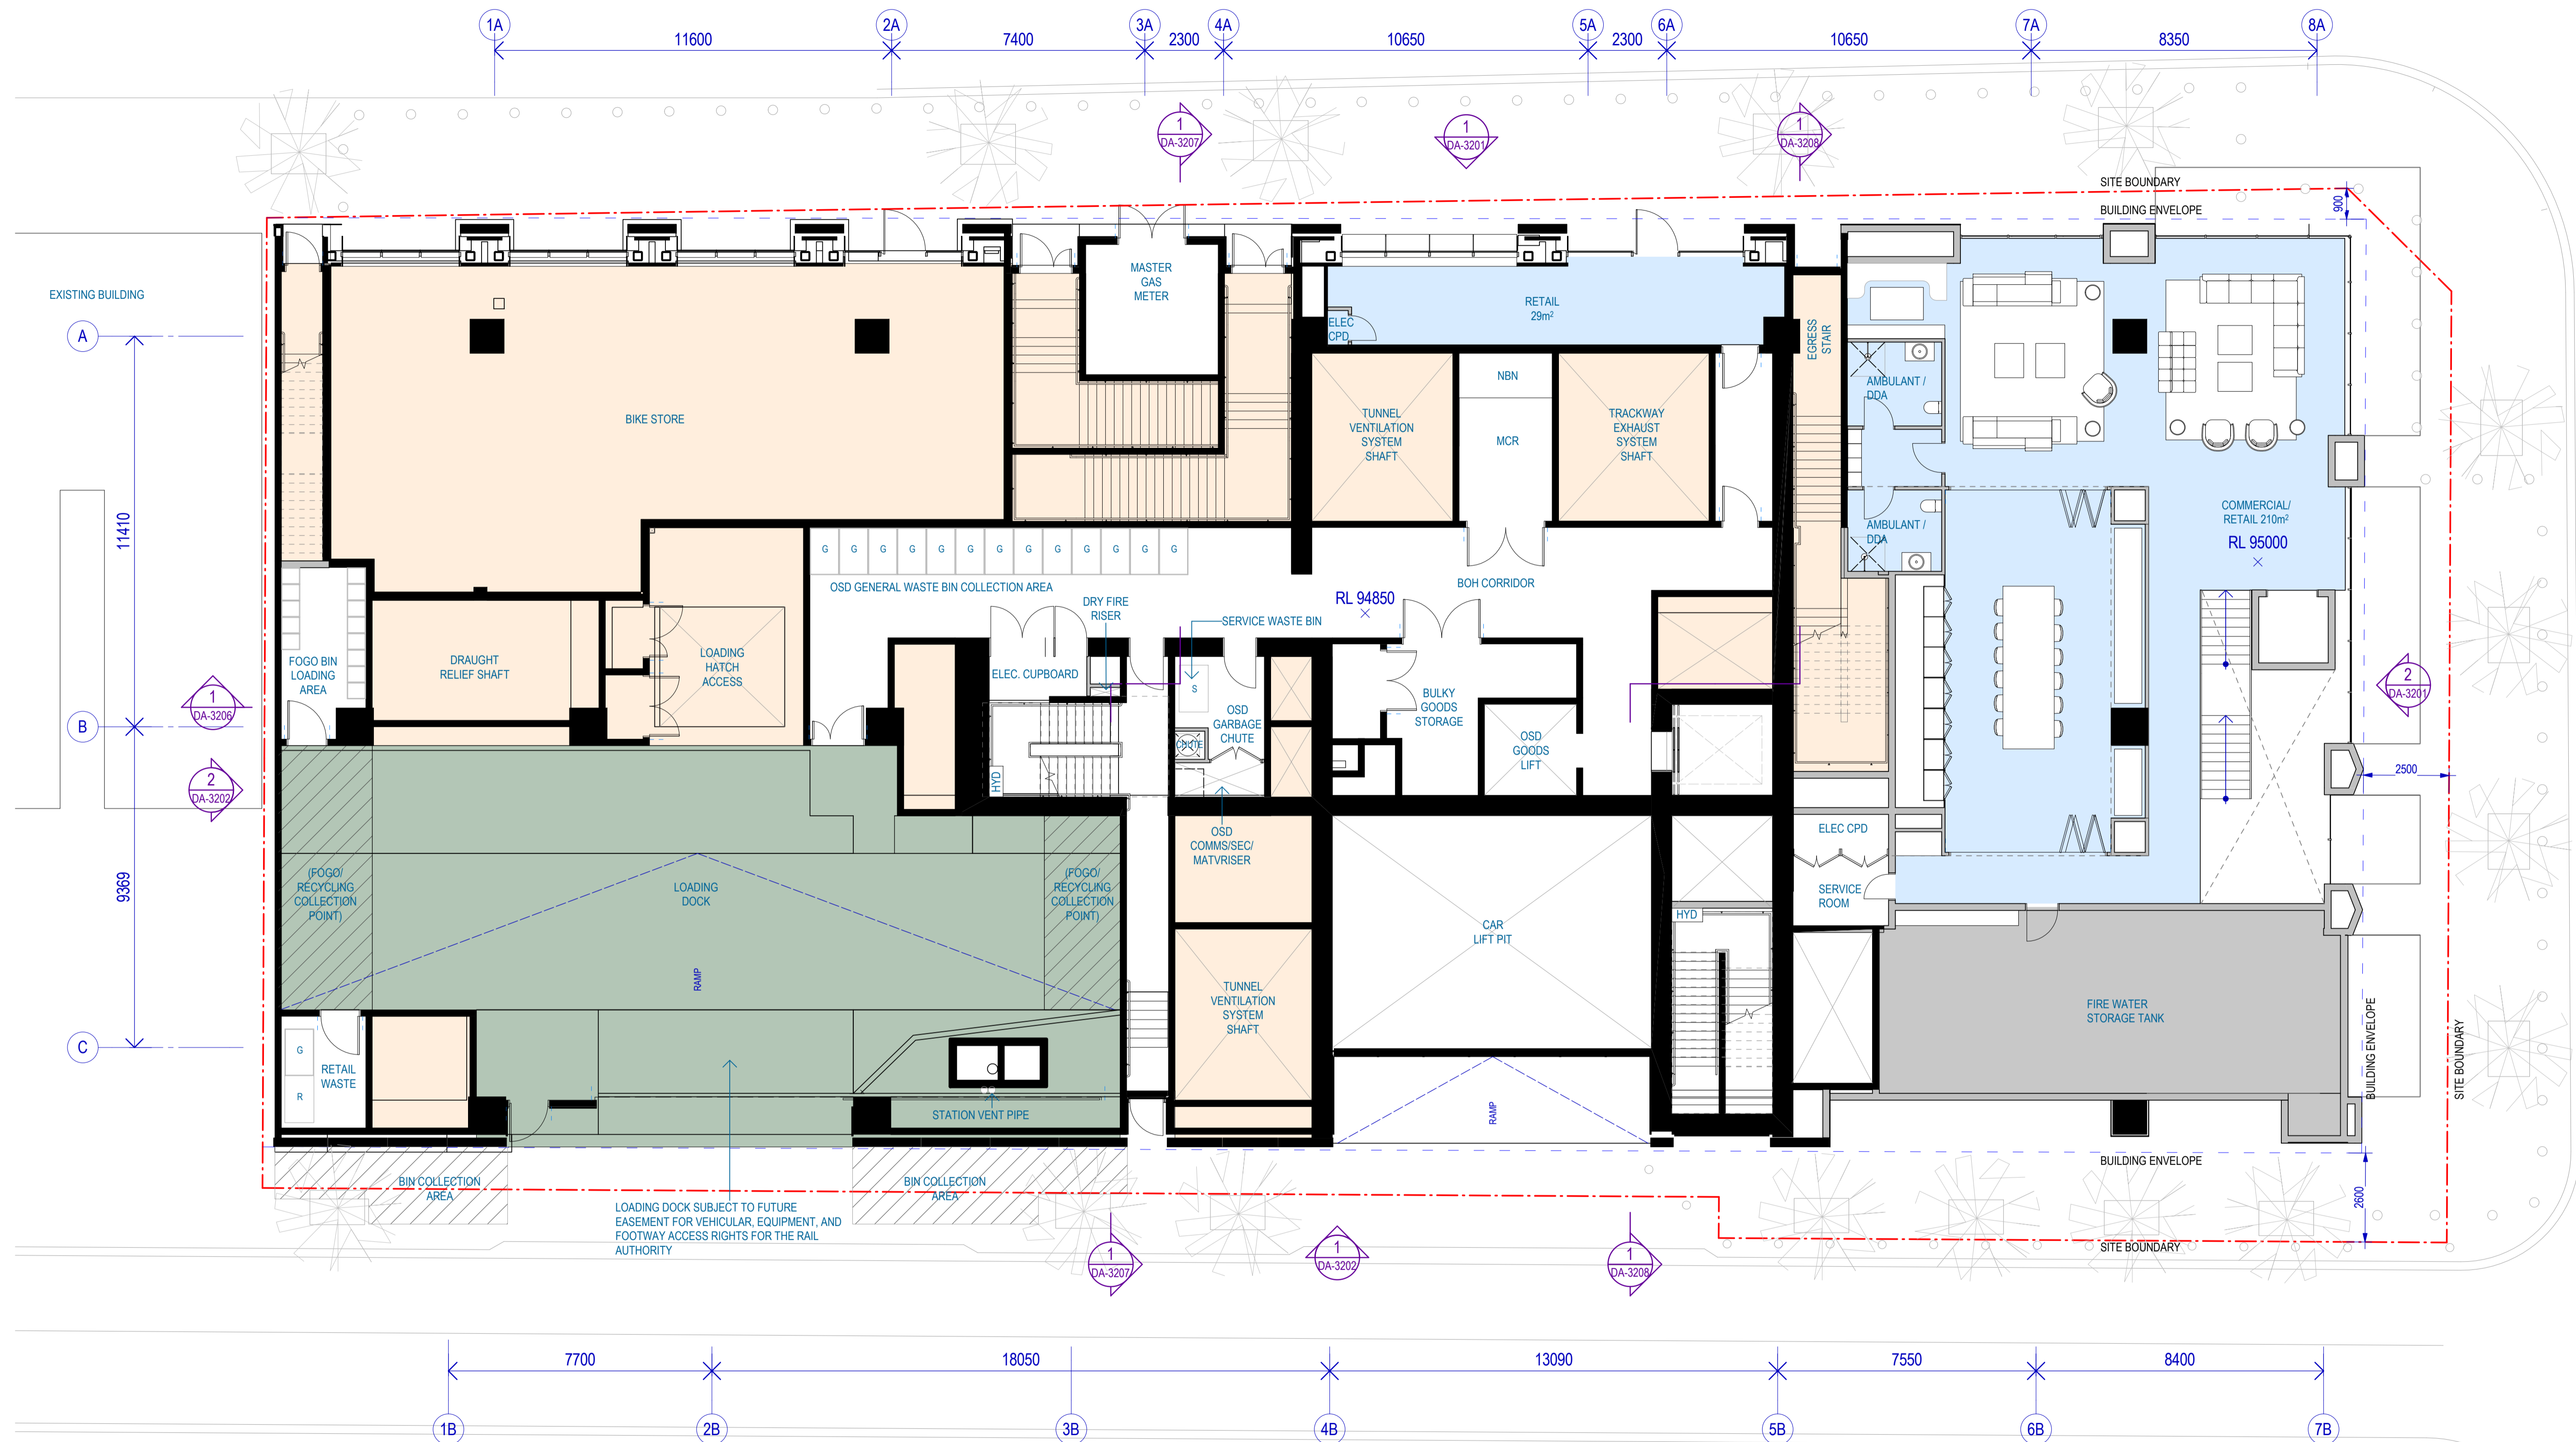 1A
2A
3A
4A
5A
6A
7A
8A
11600
7400
2300
10650
2300
10650
8350
1
DA-3207
1
DA-3201
1
DA-3208
SITE BOUNDARY
BUILDING ENVELOPE
900
EXISTING BUILDING
MASTER
GAS
METER
RETAIL
29m²
ELEC
CPD
EGRESS
STAIR
A
BIKE STORE
TUNNEL
VENTILATION
SYSTEM
SHAFT
NBN
MCR
TRACKWAY
EXHAUST
SYSTEM
SHAFT
AMBULANT /
DDA
AMBULANT /
DDA
COMMERCIAL/
RETAIL 210m²
RL 95000
11410
G
G
G
G
G
G
G
G
G
G
G
G
G
OSD GENERAL WASTE BIN COLLECTION AREA
BOH CORRIDOR
DRY FIRE
RISER
RL 94850
SERVICE WASTE BIN
FOGO BIN
LOADING
AREA
DRAUGHT
RELIEF SHAFT
LOADING
HATCH
ACCESS
ELEC. CUPBOARD
S
OSD
GARBAGE
CHUTE
CHUTE
BULKY
GOODS
STORAGE
OSD
GOODS
LIFT
HYD
1
DA-3206
B
2
DA-3202
2
DA-3201
2500
OSD
COMMS/SEC/
MATVRISER
ELEC CPD
SERVICE
ROOM
9369
(FOGO/
RECYCLING
COLLECTION
POINT)
LOADING
DOCK
(FOGO/
RECYCLING
COLLECTION
POINT)
RAMP
CAR
LIFT PIT
HYD
TUNNEL
VENTILATION
SYSTEM
SHAFT
FIRE WATER
STORAGE TANK
BUILDING ENVELOPE
SITE BOUNDARY
C
G
R
RETAIL
WASTE
STATION VENT PIPE
RAMP
BIN COLLECTION
AREA
BIN COLLECTION
AREA
BUILDING ENVELOPE
2600
LOADING DOCK SUBJECT TO FUTURE
EASEMENT FOR VEHICULAR, EQUIPMENT, AND
FOOTWAY ACCESS RIGHTS FOR THE RAIL
AUTHORITY
1
DA-3207
1
DA-3202
1
DA-3208
SITE BOUNDARY
7700
18050
13090
7550
8400
1B
2B
3B
4B
5B
6B
7B